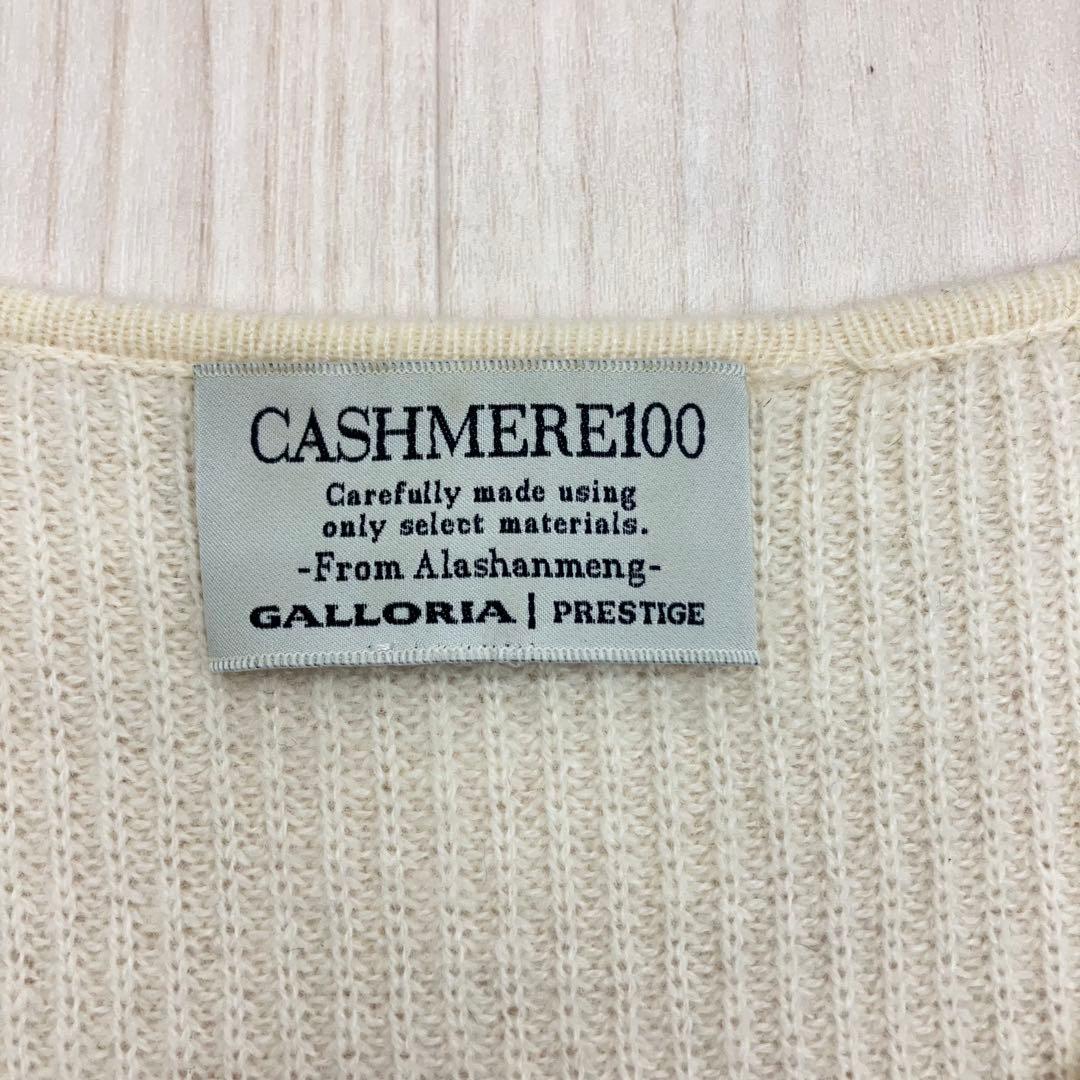 CASHMERE100
Carefully made using
only select materials.
-From Alashanmeng-
GALLORIA | PRESTIGE